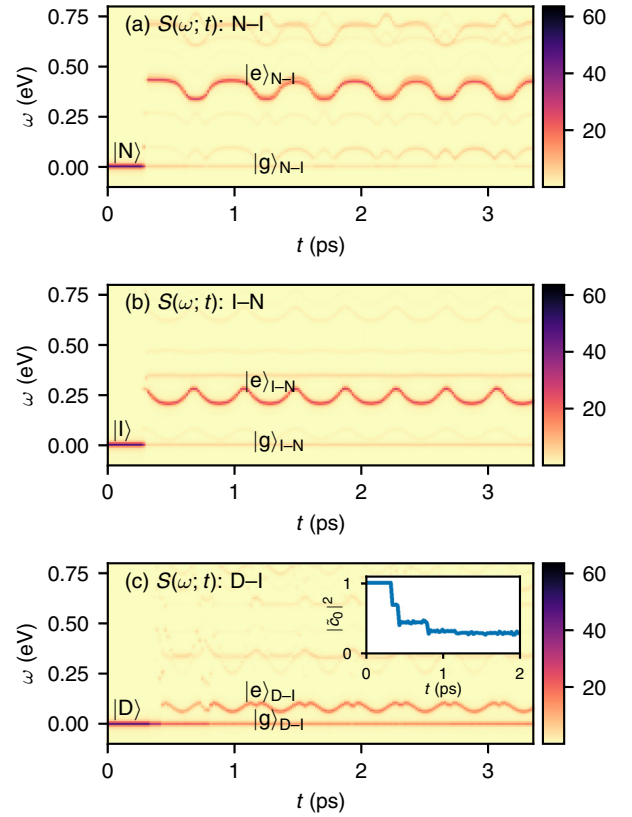 (a) S(ω; t): N–I
0.75
0.50
0.25
0.00
ω (eV)
|e⟩N–I
|N⟩
|g⟩N–I
0
1
2
3
t (ps)
60
40
20
(b) S(ω; t): I–N
0.75
0.50
0.25
0.00
ω (eV)
|e⟩I–N
|I⟩
|g⟩I–N
0
1
2
3
t (ps)
60
40
20
(c) S(ω; t): D–I
0.75
0.50
0.25
0.00
ω (eV)
|e⟩D–I
|D⟩
|g⟩D–I
0
1
2
3
t (ps)
60
40
20
1
0
|c̃0|2
0
1
2
t (ps)